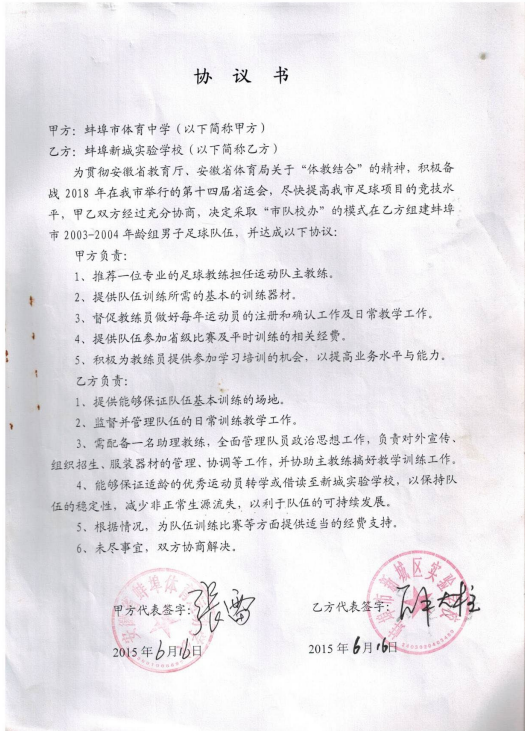 协议书
甲方：蚌埠市体育中学（以下简称甲方）
乙方：蚌埠新城实验学校（以下简称乙方）
为贯彻安徽省教育厅、安徽省体育局关于“体教结合”的精神，积极备
战 2018 年在我市举行的第十四届省运会，尽快提高我市足球项目的竞技水
平，甲乙双方经过充分协商，决定采取“市队校办”的模式在乙方组建蚌埠
市 2003-2004 年龄组男子足球队伍，并达成以下协议：
甲方负责：
1、推荐一位专业的足球教练担任运动队主教练。
2、提供队伍训练所需的基本的训练器材。
3、督促教练员做好每年运动员的注册和确认工作及日常教学工作。
4、提供队伍参加省级比赛及平时训练的相关经费。
5、积极为教练员提供参加学习培训的机会，以提高业务水平与能力。
乙方负责：
1、提供能够保证队伍基本训练的场地。
2、监督并管理队伍的日常训练教学工作。
3、需配备一名助理教练，全面管理队员政治思想工作，负责对外宣传、
组织招生、服装器材的管理、协调等工作，并协助主教练搞好教学训练工作。
4、能够保证适龄的优秀运动员转学或借读至新城实验学校，以保持队
伍的稳定性，减少非正常生源流失，以利于队伍的可持续发展。
5、根据情况，为队伍训练比赛等方面提供适当的经费支持。
6、未尽事宜，双方协商解决。
甲方代表签字：张雷
乙方代表签字：
2015 年 6 月 16 日
2015 年 6 月 16 日